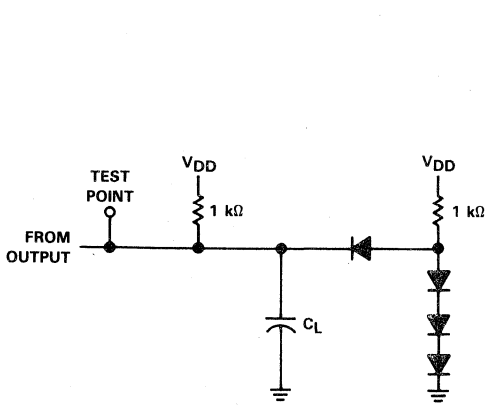 VDD
VDD
TEST
POINT
1 kΩ
1 kΩ
FROM
OUTPUT
CL